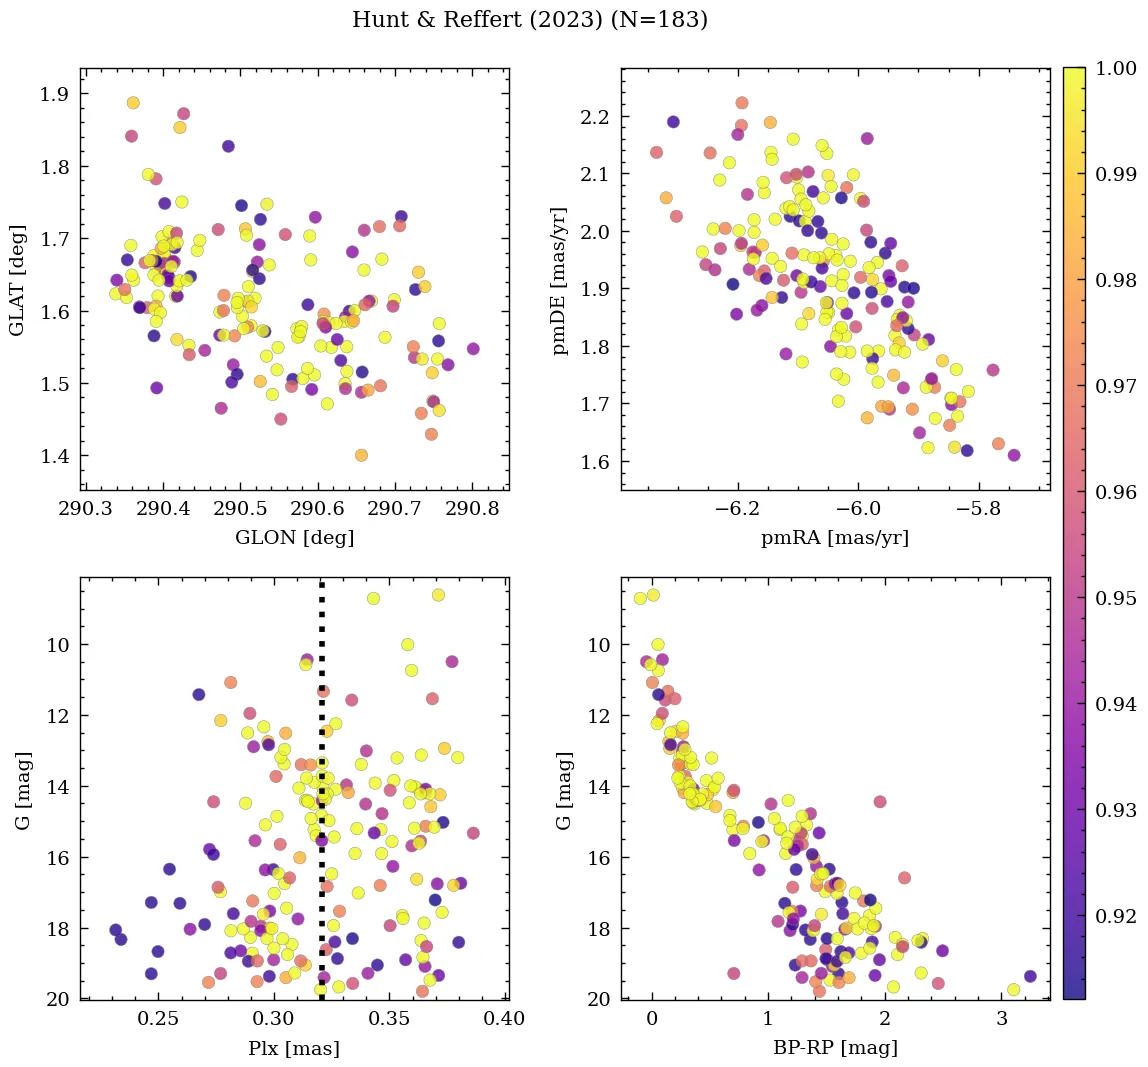 Hunt & Reffert (2023) (N=183)
1.9
1.8
1.7
1.6
1.5
1.4
GLAT [deg]
290.3 290.4 290.5 290.6 290.7 290.8
GLON [deg]
2.2
2.1
2.0
1.9
1.8
1.7
1.6
pmDE [mas/yr]
−6.2 −6.0 −5.8
pmRA [mas/yr]
1.00
0.99
0.98
0.97
0.96
0.95
0.94
0.93
0.92
10
12
14
16
18
20
G [mag]
0.25 0.30 0.35 0.40
Plx [mas]
10
12
14
16
18
20
G [mag]
0 1 2 3
BP-RP [mag]